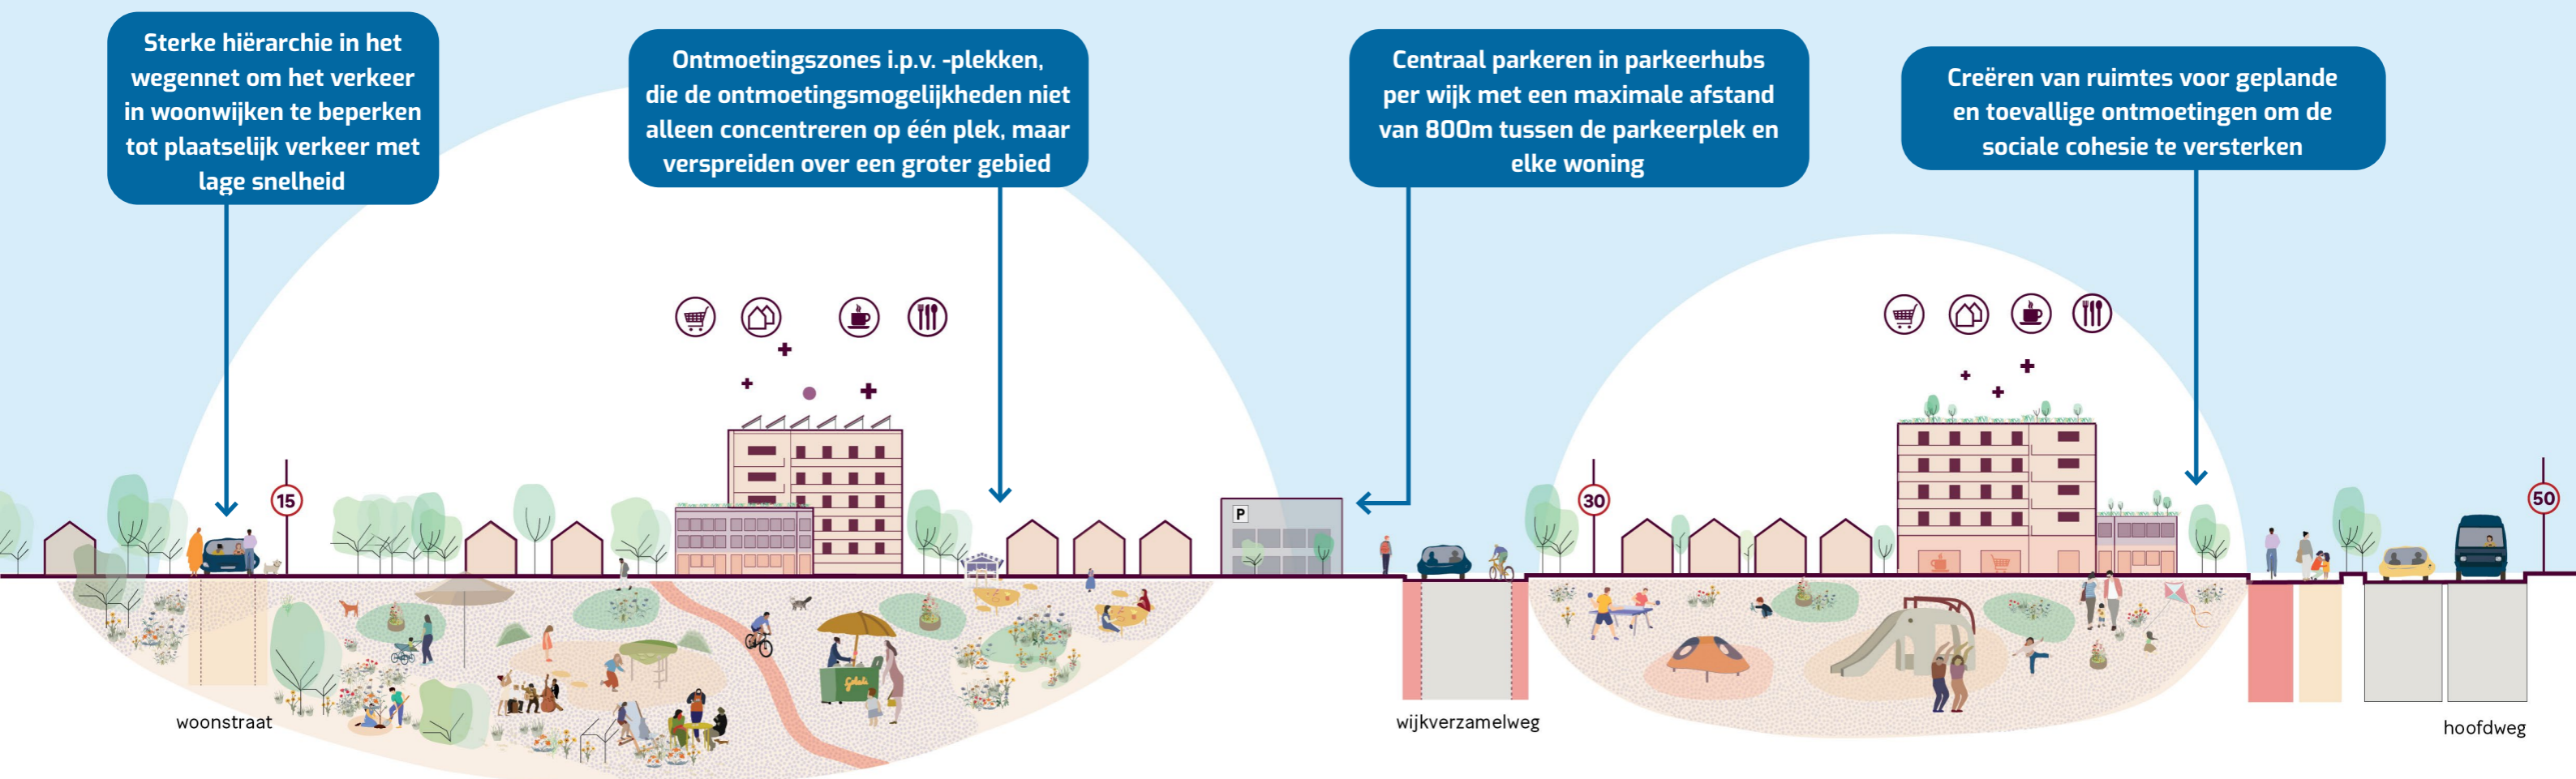 Sterke hiërarchie in het
wegennet om het verkeer
in woonwijken te beperken
tot plaatselijk verkeer met
lage snelheid
Ontmoetingszones i.p.v. -plekken,
die de ontmoetingsmogelijkheden niet
alleen concentreren op één plek, maar
verspreiden over een groter gebied
Centraal parkeren in parkeerhubs
per wijk met een maximale afstand
van 800m tussen de parkeerplek en
elke woning
Creëren van ruimtes voor geplande
en toevallige ontmoetingen om de
sociale cohesie te versterken
15
P
30
50
Gelato
woonstraat
wijkverzamelweg
hoofdweg